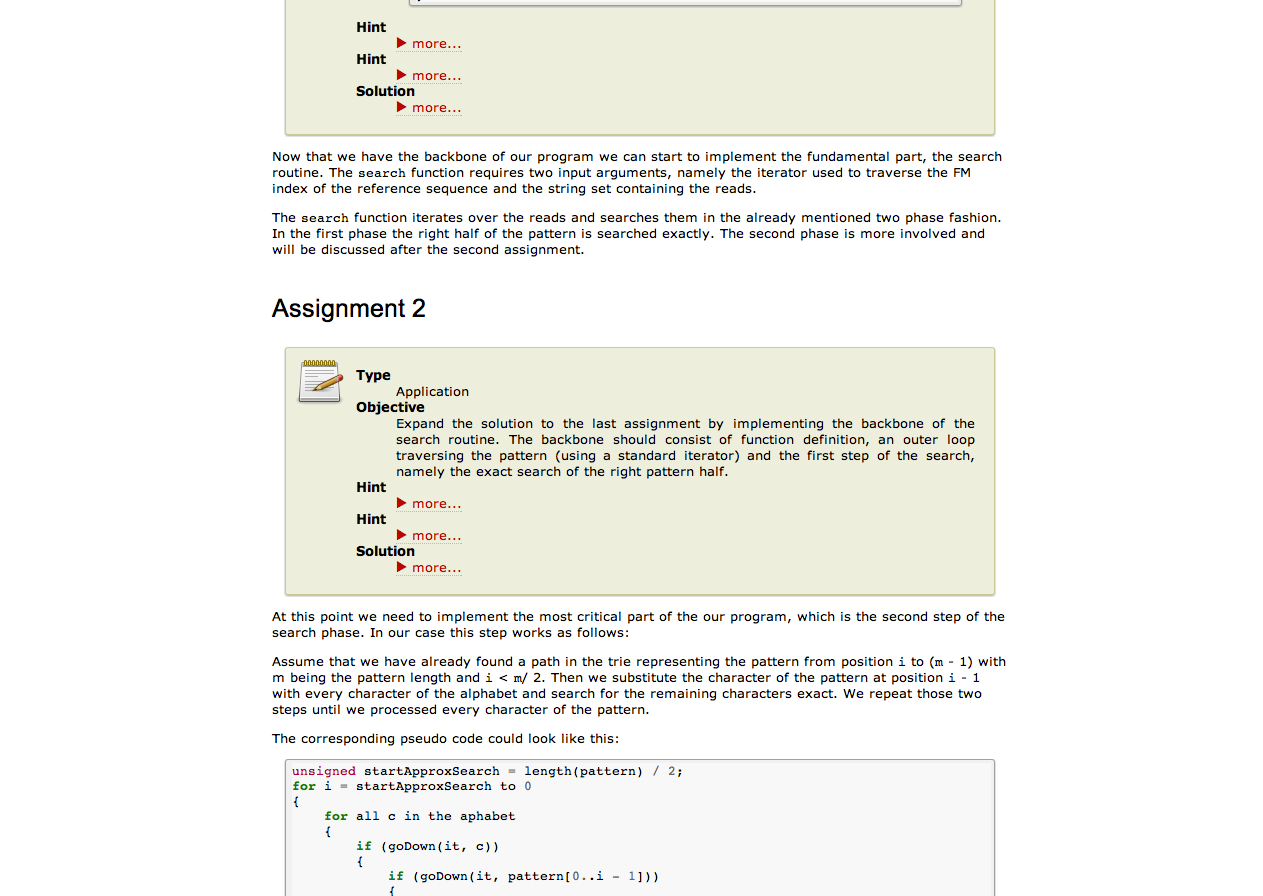 Hint
▶ more...
Hint
▶ more...
Solution
▶ more...
Now that we have the backbone of our program we can start to implement the fundamental part, the search
routine. The search function requires two input arguments, namely the iterator used to traverse the FM
index of the reference sequence and the string set containing the reads.
The search function iterates over the reads and searches them in the already mentioned two phase fashion.
In the first phase the right half of the pattern is searched exactly. The second phase is more involved and
will be discussed after the second assignment.
Assignment 2
Type
Application
Objective
Expand the solution to the last assignment by implementing the backbone of the
search routine. The backbone should consist of function definition, an outer loop
traversing the pattern (using a standard iterator) and the first step of the search,
namely the exact search of the right pattern half.
Hint
▶ more...
Hint
▶ more...
Solution
▶ more...
At this point we need to implement the most critical part of the our program, which is the second step of the
search phase. In our case this step works as follows:
Assume that we have already found a path in the trie representing the pattern from position i to (m - 1) with
m being the pattern length and i < m/ 2. Then we substitute the character of the pattern at position i - 1
with every character of the alphabet and search for the remaining characters exact. We repeat those two
steps until we processed every character of the pattern.
The corresponding pseudo code could look like this:
unsigned startApproxSearch = length(pattern) / 2;
for i = startApproxSearch to 0
{
for all c in the aphabet
{
if (goDown(it, c))
{
if (goDown(it, pattern[0..i - 1]))
{